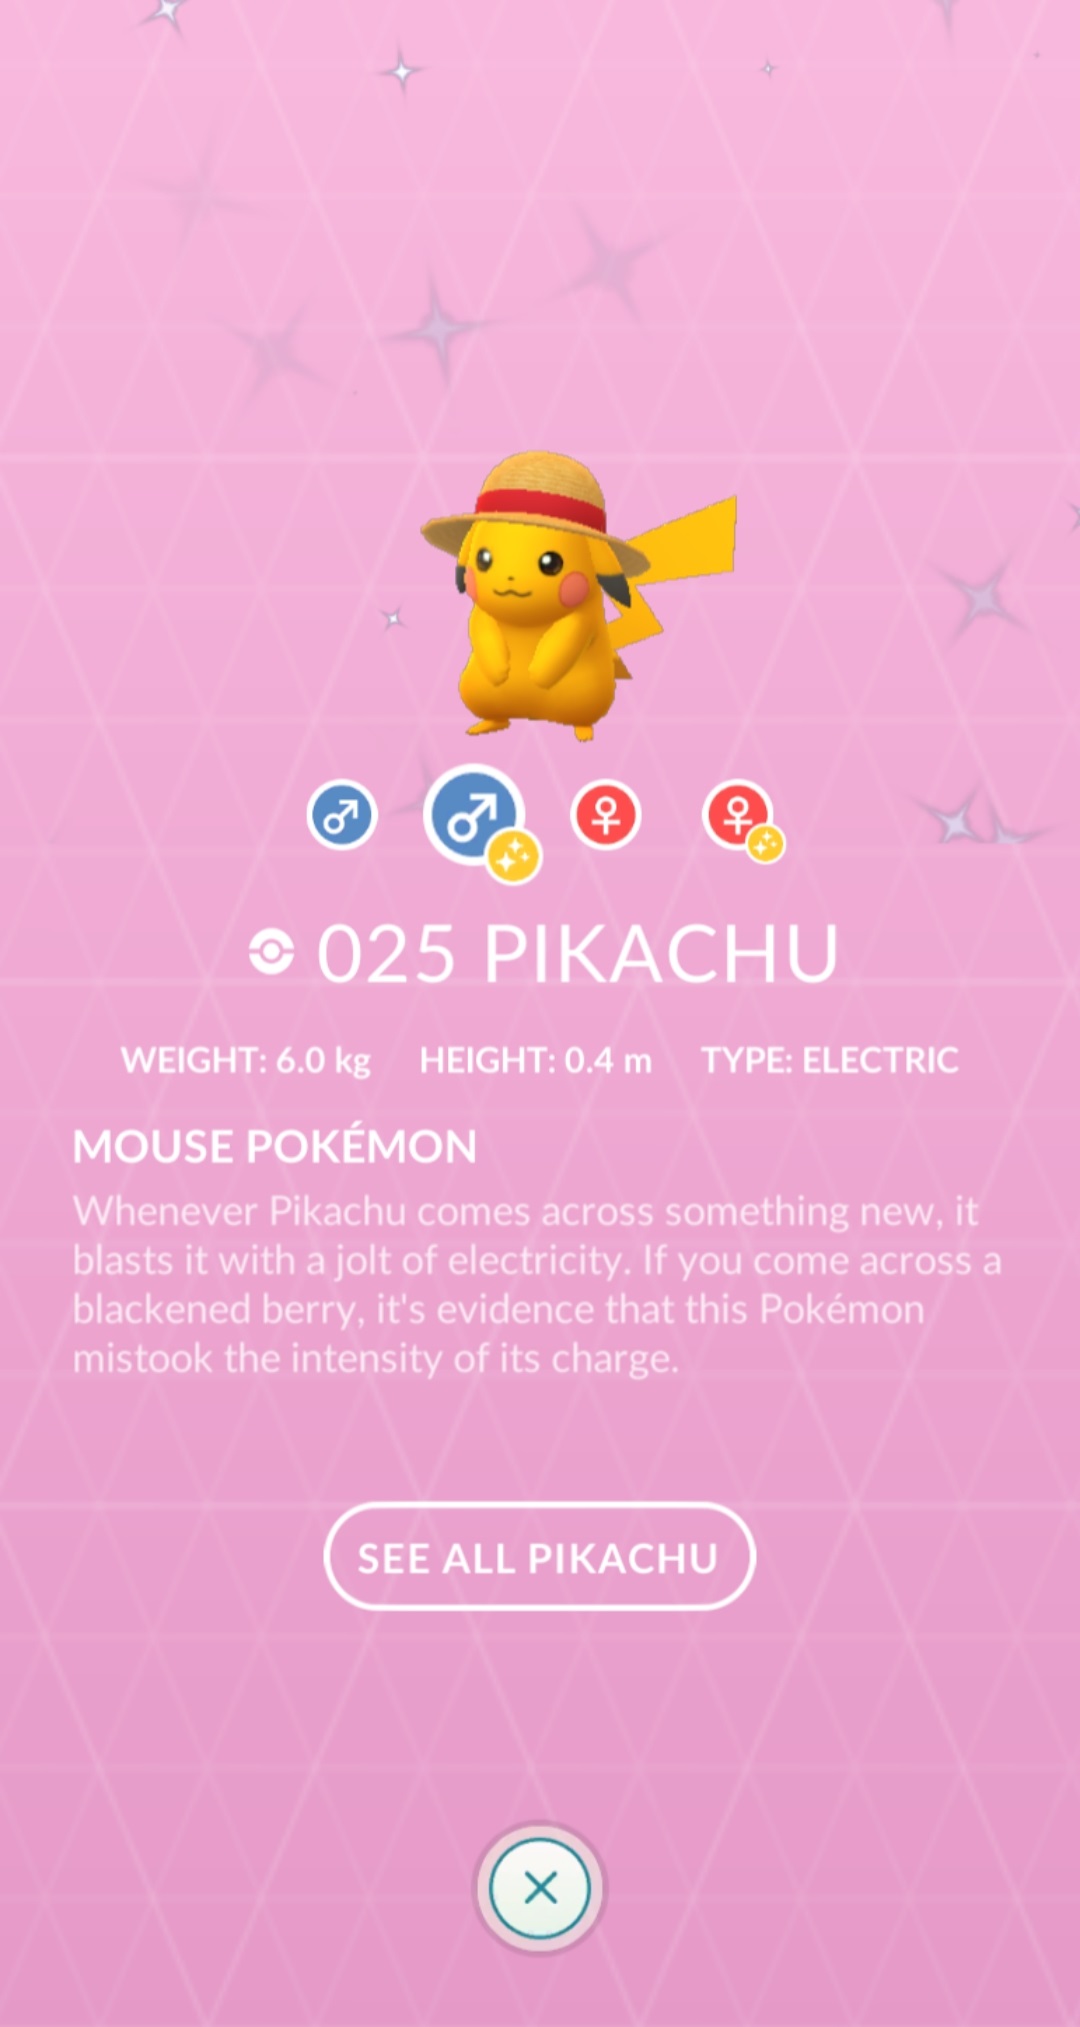 025 PIKACHU
WEIGHT: 6.0 kg HEIGHT: 0.4 m TYPE: ELECTRIC
MOUSE POKÉMON
Whenever Pikachu comes across something new, it
blasts it with a jolt of electricity. If you come across a
blackened berry, it's evidence that this Pokémon
mistook the intensity of its charge.
SEE ALL PIKACHU